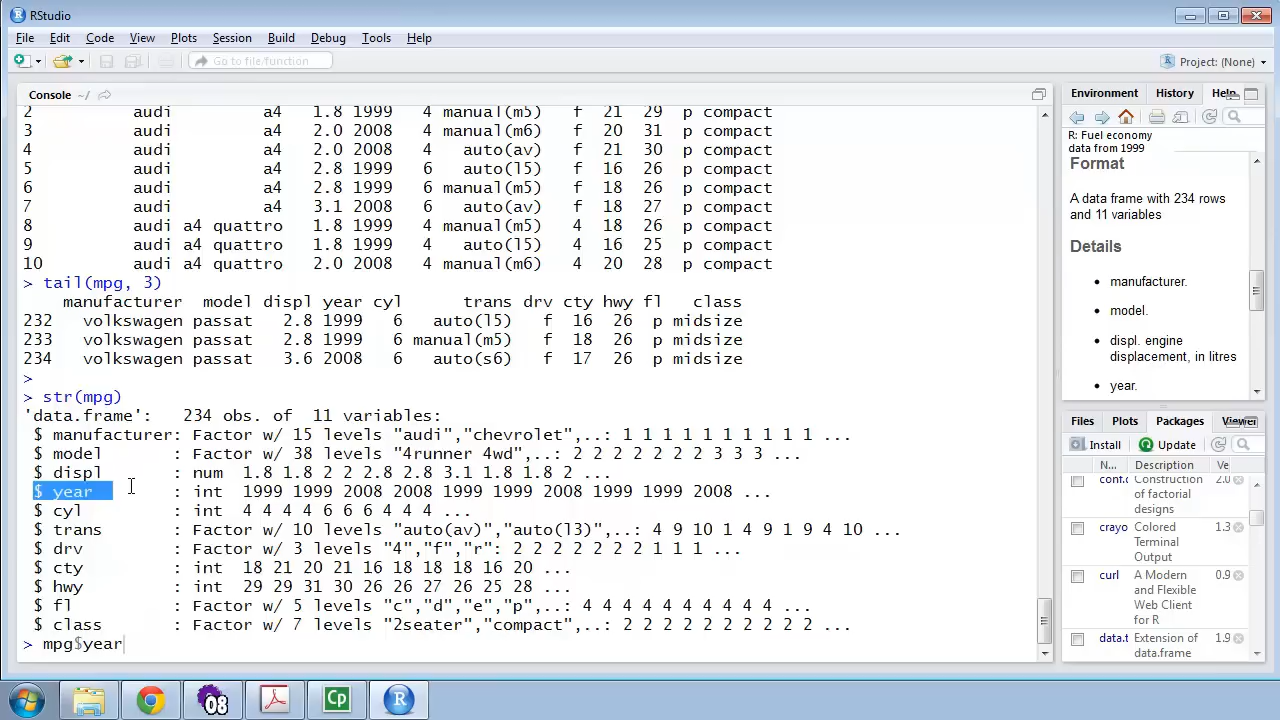 RStudio
File Edit Code View Plots Session Build Debug Tools Help
Go to file/function
Project: (None)
Console ~/
2 audi a4 1.8 1999 4 manual(m5) f 21 29 p compact
3 audi a4 2.0 2008 4 manual(m6) f 20 31 p compact
4 audi a4 2.0 2008 4 auto(av) f 21 30 p compact
5 audi a4 2.8 1999 6 auto(l5) f 16 26 p compact
6 audi a4 2.8 1999 6 manual(m5) f 18 26 p compact
7 audi a4 3.1 2008 6 auto(av) f 18 27 p compact
8 audi a4 quattro 1.8 1999 4 manual(m5) 4 18 26 p compact
9 audi a4 quattro 1.8 1999 4 auto(l5) 4 16 25 p compact
10 audi a4 quattro 2.0 2008 4 manual(m6) 4 20 28 p compact
> tail(mpg, 3)
manufacturer model displ year cyl trans drv cty hwy fl class
232 volkswagen passat 2.8 1999 6 auto(l5) f 16 26 p midsize
233 volkswagen passat 2.8 1999 6 manual(m5) f 18 26 p midsize
234 volkswagen passat 3.6 2008 6 auto(s6) f 17 26 p midsize
>
> str(mpg)
'data.frame': 234 obs. of 11 variables:
$ manufacturer: Factor w/ 15 levels "audi","chevrolet",..: 1 1 1 1 1 1 1 1 1 1 ...
$ model : Factor w/ 38 levels "4runner 4wd",..: 2 2 2 2 2 2 2 3 3 3 ...
$ displ : num 1.8 1.8 2 2 2.8 2.8 3.1 1.8 1.8 2 ...
$ year : int 1999 1999 2008 2008 1999 1999 2008 1999 1999 2008 ...
$ cyl : int 4 4 4 4 6 6 6 4 4 4 ...
$ trans : Factor w/ 10 levels "auto(av)","auto(l3)",..: 4 9 10 1 4 9 1 9 4 10 ...
$ drv : Factor w/ 3 levels "4","f","r": 2 2 2 2 2 2 2 1 1 1 ...
$ cty : int 18 21 20 21 16 18 18 18 16 20 ...
$ hwy : int 29 29 31 30 26 26 27 26 25 28 ...
$ fl : Factor w/ 5 levels "c","d","e","p",..: 4 4 4 4 4 4 4 4 4 4 ...
$ class : Factor w/ 7 levels "2seater","compact",..: 2 2 2 2 2 2 2 2 2 2 ...
> mpg$year
Environment History Help
R: Fuel economy
data from 1999
Format
A data frame with 234 rows
and 11 variables
Details
• manufacturer.
• model.
• displ. engine
displacement, in litres
• year.
Files Plots Packages Viewer
Install Update
N... Description Ve
conf.c Construction 2.0
of factorial
designs
crayo Colored 1.3
Terminal
Output
curl A Modern 0.9
and Flexible
Web Client
for R
data.t Extension of 1.9
data.frame
08
Cp
R